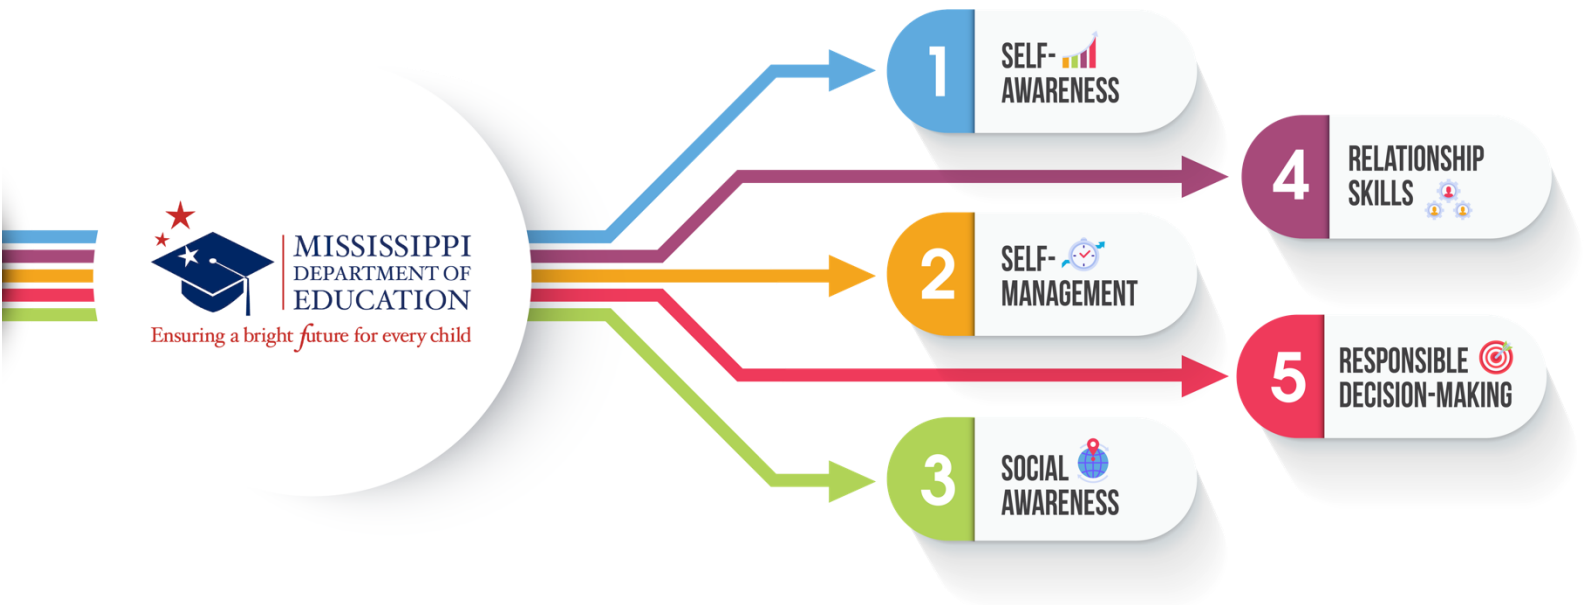 MISSISSIPPI
DEPARTMENT OF
EDUCATION
Ensuring a bright future for every child
1
SELF-
AWARENESS
2
SELF-
MANAGEMENT
3
SOCIAL
AWARENESS
4
RELATIONSHIP
SKILLS
5
RESPONSIBLE
DECISION-MAKING